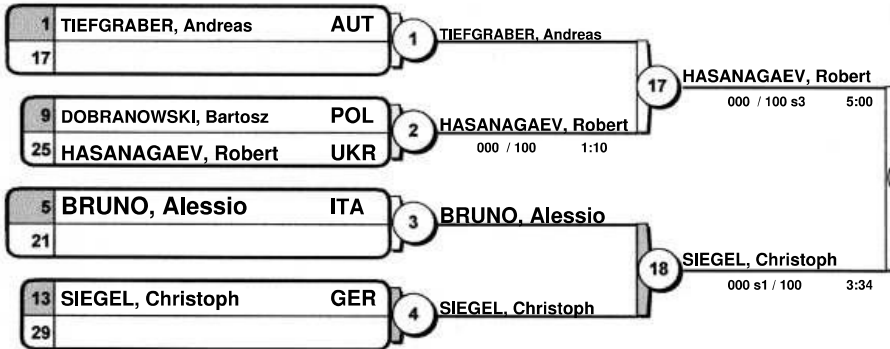 1 TIEFGRABER, Andreas AUT
17
1
TIEFGRABER, Andreas
9 DOBRANOWSKI, Bartosz POL
25 HASANAGAEV, Robert UKR
2
HASANAGAEV, Robert
000 / 100 1:10
17
HASANAGAEV, Robert
000 / 100 s3 5:00
5 BRUNO, Alessio ITA
21
3
BRUNO, Alessio
13 SIEGEL, Christoph GER
29
4
SIEGEL, Christoph
18
SIEGEL, Christoph
000 s1 / 100 3:34